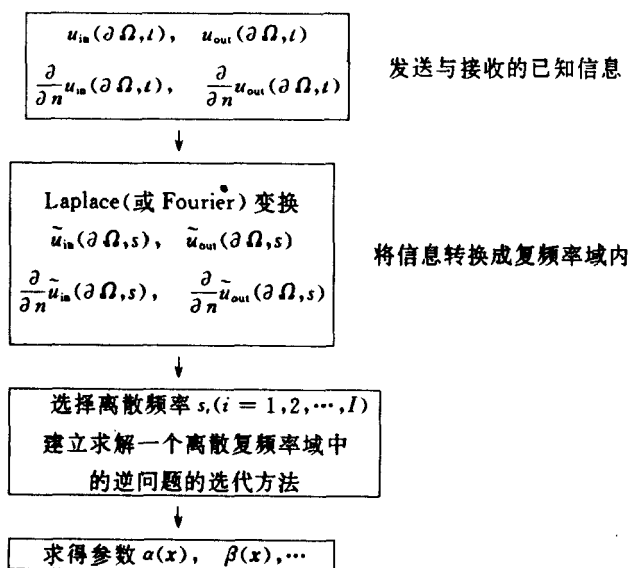 u_in(∂Ω,t), u_out(∂Ω,t)
∂/∂n u_in(∂Ω,t), ∂/∂n u_out(∂Ω,t)
发送与接收的已知信息
Laplace(或 Fourier) 变换
ũ_in(∂Ω,s), ũ_out(∂Ω,s)
∂/∂n ũ_in(∂Ω,s), ∂/∂n ũ_out(∂Ω,s)
将信息转换成复频率域内
选择离散频率 s_i(i = 1,2,…,I)
建立求解一个离散复频率域中
的逆问题的迭代方法
求得参数 α(x), β(x),…